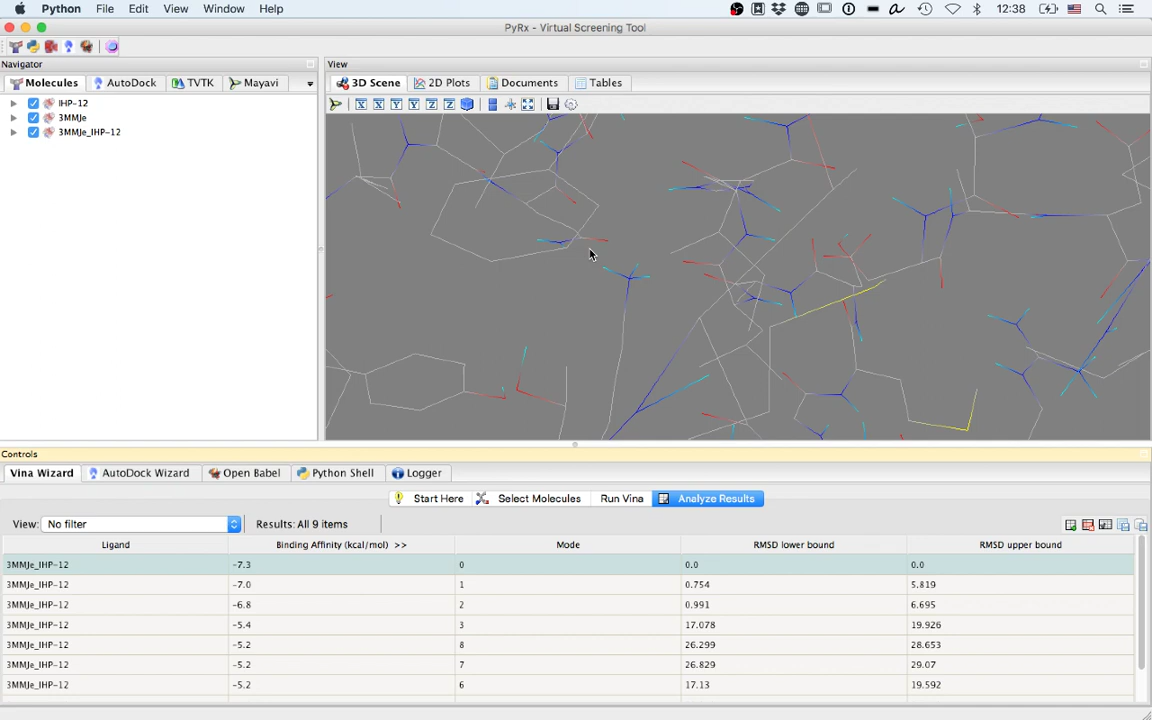 Python File Edit View Window Help 12:38
PyRx - Virtual Screening Tool
Navigator
View
Molecules AutoDock TVTK Mayavi
3D Scene 2D Plots Documents Tables
X X Y Y Z Z
IHP-12
3MMJe
3MMJe_IHP-12
Controls
Vina Wizard AutoDock Wizard Open Babel Python Shell Logger
Start Here Select Molecules Run Vina Analyze Results
View: No filter Results: All 9 items
Ligand Binding Affinity (kcal/mol) >> Mode RMSD lower bound RMSD upper bound
3MMJe_IHP-12 -7.3 0 0.0 0.0
3MMJe_IHP-12 -7.0 1 0.754 5.819
3MMJe_IHP-12 -6.8 2 0.991 6.695
3MMJe_IHP-12 -5.4 3 17.078 19.926
3MMJe_IHP-12 -5.2 8 26.299 28.653
3MMJe_IHP-12 -5.2 7 26.829 29.07
3MMJe_IHP-12 -5.2 6 17.13 19.592